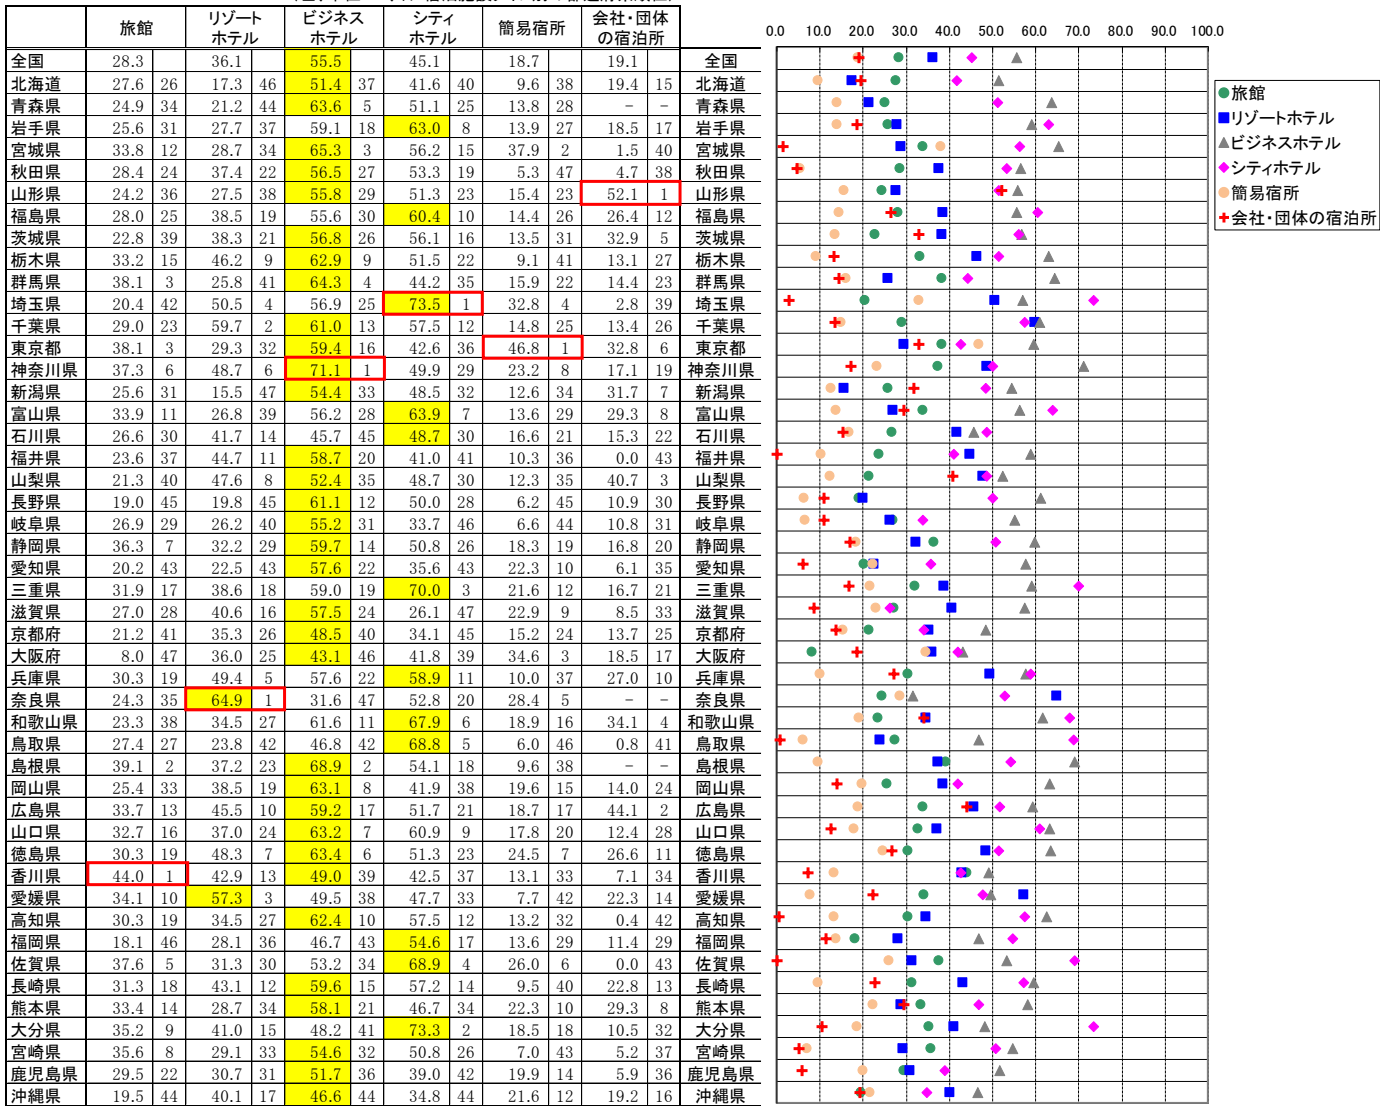 旅館 リゾートホテル ビジネスホテル シティホテル 簡易宿所 会社・団体の宿泊所
全国 28.3 36.1 55.5 45.1 18.7 19.1 全国
北海道 27.6 26 17.3 46 51.4 37 41.6 40 9.6 38 19.4 15 北海道
青森県 24.9 34 21.2 44 63.6 5 51.1 25 13.8 28 - - 青森県
岩手県 25.6 31 27.7 37 59.1 18 63.0 8 13.9 27 18.5 17 岩手県
宮城県 33.8 12 28.7 34 65.3 3 56.2 15 37.9 2 1.5 40 宮城県
秋田県 28.4 24 37.4 22 56.5 27 53.3 19 5.3 47 4.7 38 秋田県
山形県 24.2 36 27.5 38 55.8 29 51.3 23 15.4 23 52.1 1 山形県
福島県 28.0 25 38.5 19 55.6 30 60.4 10 14.4 26 26.4 12 福島県
茨城県 22.8 39 38.3 21 56.8 26 56.1 16 13.5 31 32.9 5 茨城県
栃木県 33.2 15 46.2 9 62.9 9 51.5 22 9.1 41 13.1 27 栃木県
群馬県 38.1 3 25.8 41 64.3 4 44.2 35 15.9 22 14.4 23 群馬県
埼玉県 20.4 42 50.5 4 56.9 25 73.5 1 32.8 4 2.8 39 埼玉県
千葉県 29.0 23 59.7 2 61.0 13 57.5 12 14.8 25 13.4 26 千葉県
東京都 38.1 3 29.3 32 59.4 16 42.6 36 46.8 1 32.8 6 東京都
神奈川県 37.3 6 48.7 6 71.1 1 49.9 29 23.2 8 17.1 19 神奈川県
新潟県 25.6 31 15.5 47 54.4 33 48.5 32 12.6 34 31.7 7 新潟県
富山県 33.9 11 26.8 39 56.2 28 63.9 7 13.6 29 29.3 8 富山県
石川県 26.6 30 41.7 14 45.7 45 48.7 30 16.6 21 15.3 22 石川県
福井県 23.6 37 44.7 11 58.7 20 41.0 41 10.3 36 0.0 43 福井県
山梨県 21.3 40 47.6 8 52.4 35 48.7 30 12.3 35 40.7 3 山梨県
長野県 19.0 45 19.8 45 61.1 12 50.0 28 6.2 45 10.9 30 長野県
岐阜県 26.9 29 26.2 40 55.2 31 33.7 46 6.6 44 10.8 31 岐阜県
静岡県 36.3 7 32.2 29 59.7 14 50.8 26 18.3 19 16.8 20 静岡県
愛知県 20.2 43 22.5 43 57.6 22 35.6 43 22.3 10 6.1 35 愛知県
三重県 31.9 17 38.6 18 59.0 19 70.0 3 21.6 12 16.7 21 三重県
滋賀県 27.0 28 40.6 16 57.5 24 26.1 47 22.9 9 8.5 33 滋賀県
京都府 21.2 41 35.3 26 48.5 40 34.1 45 15.2 24 13.7 25 京都府
大阪府 8.0 47 36.0 25 43.1 46 41.8 39 34.6 3 18.5 17 大阪府
兵庫県 30.3 19 49.4 5 57.6 22 58.9 11 10.0 37 27.0 10 兵庫県
奈良県 24.3 35 64.9 1 31.6 47 52.8 20 28.4 5 - - 奈良県
和歌山県 23.3 38 34.5 27 61.6 11 67.9 6 18.9 16 34.1 4 和歌山県
鳥取県 27.4 27 23.8 42 46.8 42 68.8 5 6.0 46 0.8 41 鳥取県
島根県 39.1 2 37.2 23 68.9 2 54.1 18 9.6 38 - - 島根県
岡山県 25.4 33 38.5 19 63.1 8 41.9 38 19.6 15 14.0 24 岡山県
広島県 33.7 13 45.5 10 59.2 17 51.7 21 18.7 17 44.1 2 広島県
山口県 32.7 16 37.0 24 63.2 7 60.9 9 17.8 20 12.4 28 山口県
徳島県 30.3 19 48.3 7 63.4 6 51.3 23 24.5 7 26.6 11 徳島県
香川県 44.0 1 42.9 13 49.0 39 42.5 37 13.1 33 7.1 34 香川県
愛媛県 34.1 10 57.3 3 49.5 38 47.7 33 7.7 42 22.3 14 愛媛県
高知県 30.3 19 34.5 27 62.4 10 57.5 12 13.2 32 0.4 42 高知県
福岡県 18.1 46 28.1 36 46.7 43 54.6 17 13.6 29 11.4 29 福岡県
佐賀県 37.6 5 31.3 30 53.2 34 68.9 4 26.0 6 0.0 43 佐賀県
長崎県 31.3 18 43.1 12 59.6 15 57.2 14 9.5 40 22.8 13 長崎県
熊本県 33.4 14 28.7 34 58.1 21 46.7 34 22.3 10 29.3 8 熊本県
大分県 35.2 9 41.0 15 48.2 41 73.3 2 18.5 18 10.5 32 大分県
宮崎県 35.6 8 29.1 33 54.6 32 50.8 26 7.0 43 5.2 37 宮崎県
鹿児島県 29.5 22 30.7 31 51.7 36 39.0 42 19.9 14 5.9 36 鹿児島県
沖縄県 19.5 44 40.1 17 46.6 44 34.8 44 21.6 12 19.2 16 沖縄県
0.0 10.0 20.0 30.0 40.0 50.0 60.0 70.0 80.0 90.0 100.0
旅館
リゾートホテル
ビジネスホテル
シティホテル
簡易宿所
会社・団体の宿泊所